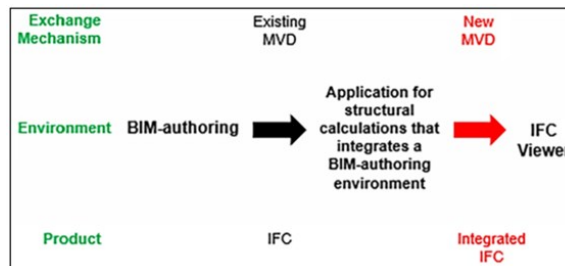 Exchange Mechanism
Existing MVD
New MVD
Environment
BIM-authoring
Application for
structural
calculations that
integrates a
BIM-authoring
environment
IFC
Viewer
Product
IFC
Integrated
IFC